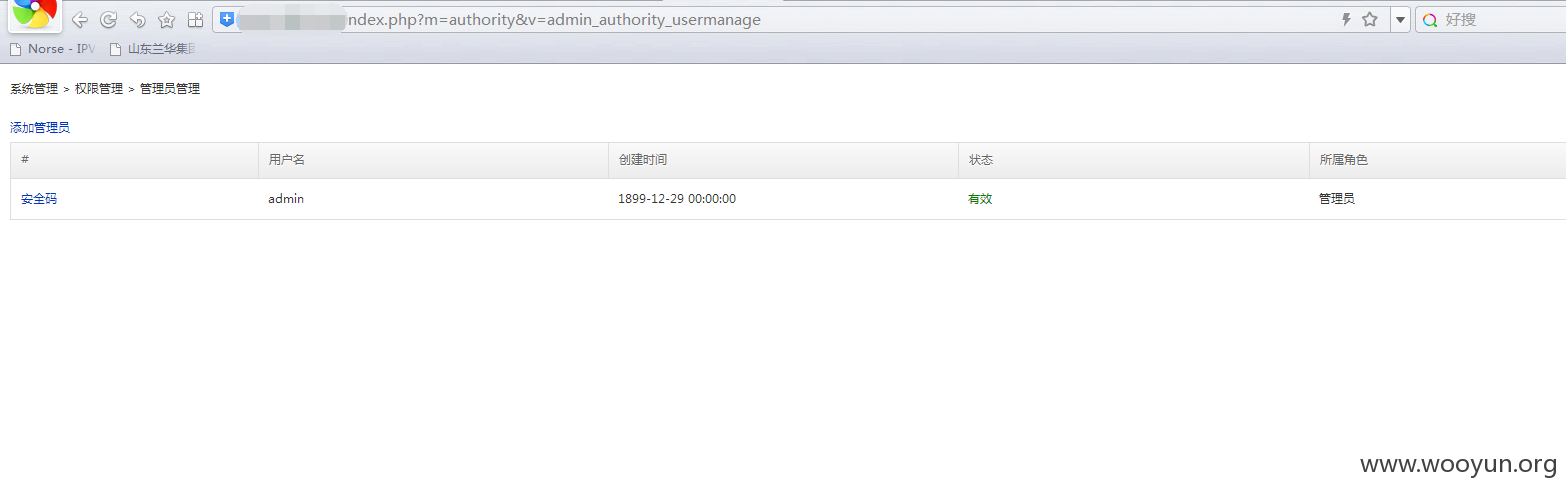 ndex.php?m=authority&v=admin_authority_usermanage
好搜
Norse - IPV 山东兰华集团
系统管理 > 权限管理 > 管理员管理
添加管理员
# 用户名 创建时间 状态 所属角色
安全码 admin 1899-12-29 00:00:00 有效 管理员
www.wooyun.org